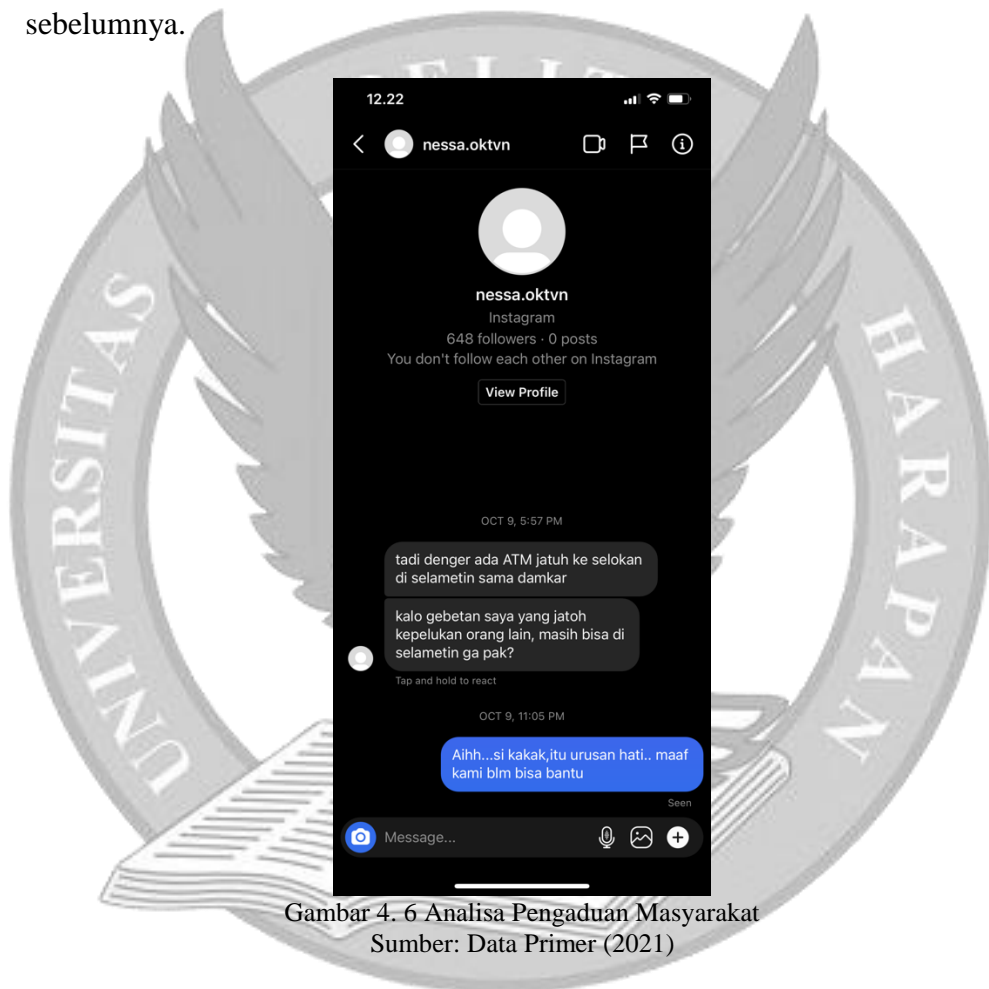 sebelumnya.
UNIVERSITAS
PELITA
HARAPAN
12.22
nessa.oktvn
nessa.oktvn
Instagram
648 followers · 0 posts
You don't follow each other on Instagram
View Profile
OCT 9, 5:57 PM
tadi denger ada ATM jatuh ke selokan
di selametin sama damkar
kalo gebetan saya yang jatoh
kepelukan orang lain, masih bisa di
selametin ga pak?
Tap and hold to react
OCT 9, 11:05 PM
Aihh...si kakak,itu urusan hati.. maaf
kami blm bisa bantu
Seen
Message...
Gambar 4. 6 Analisa Pengaduan Masyarakat
Sumber: Data Primer (2021)